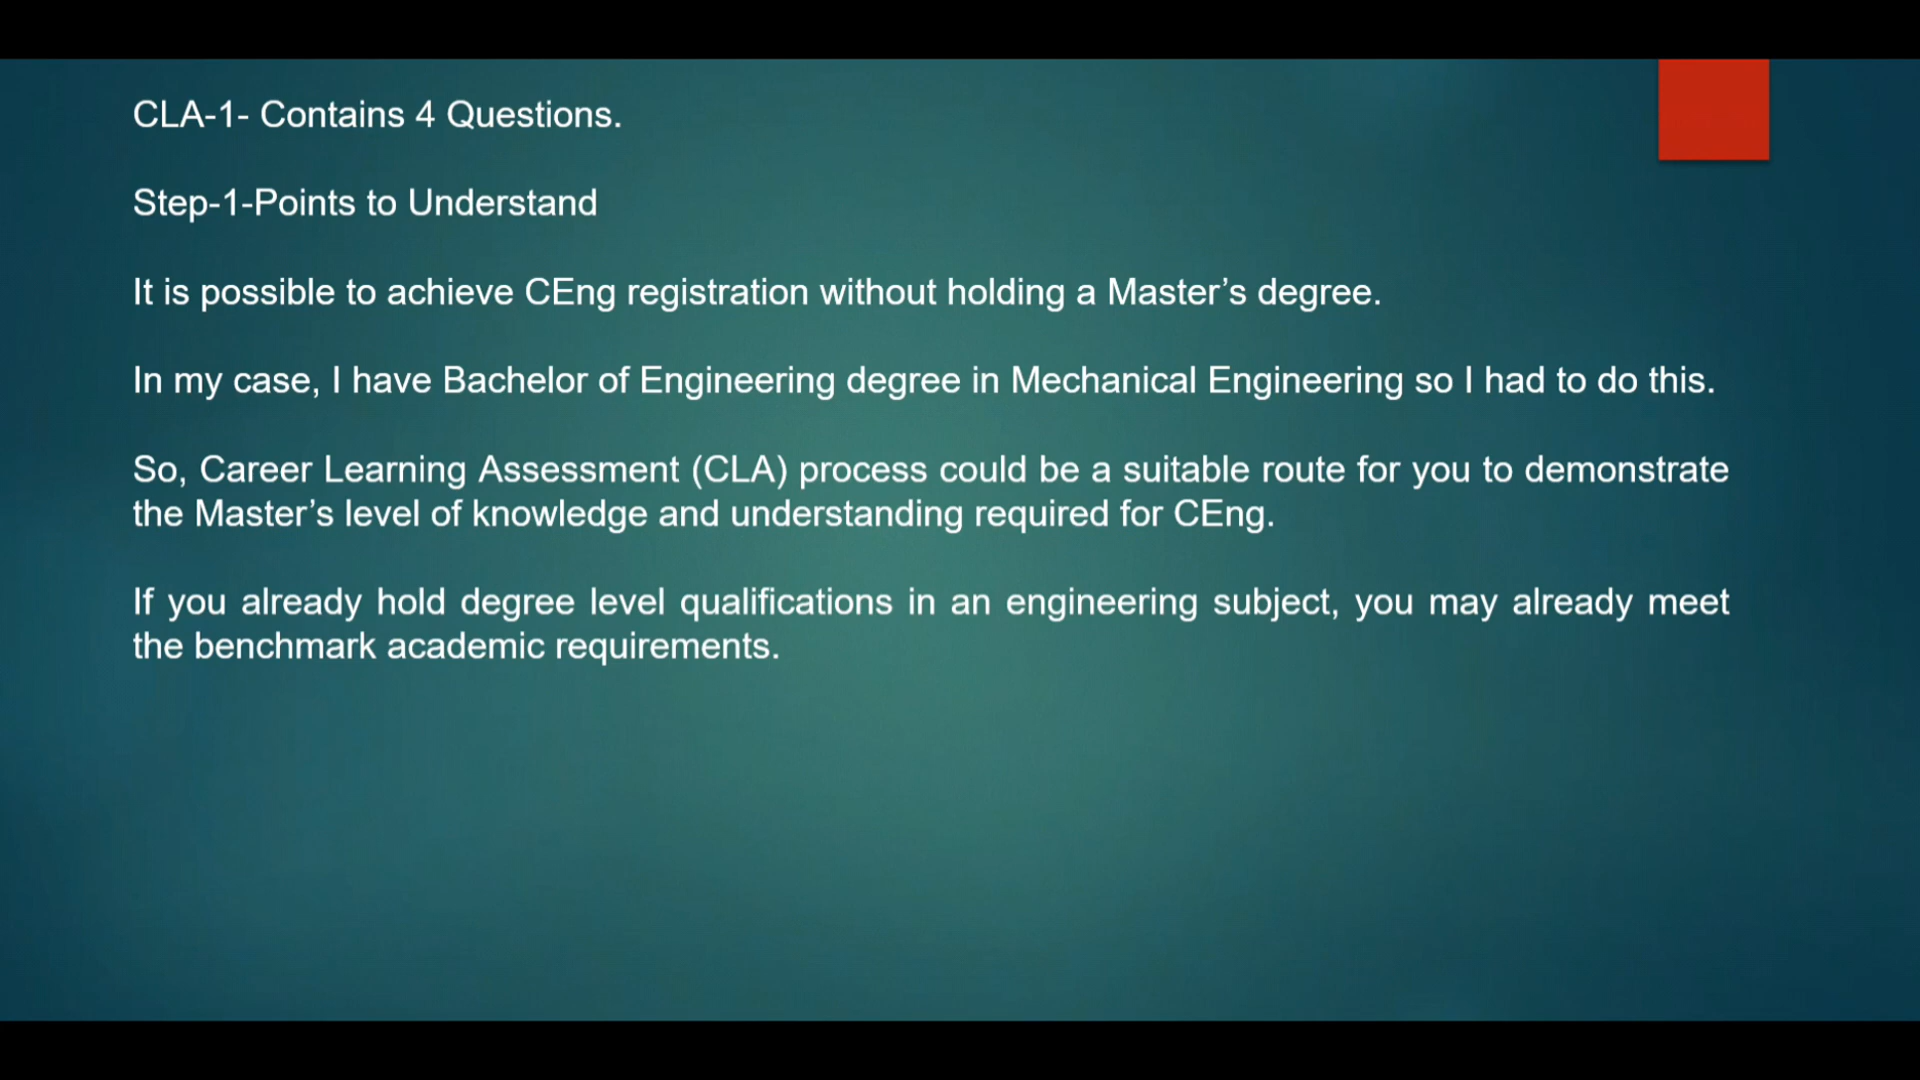 CLA-1- Contains 4 Questions.
Step-1-Points to Understand
It is possible to achieve CEng registration without holding a Master’s degree.
In my case, I have Bachelor of Engineering degree in Mechanical Engineering so I had to do this.
So, Career Learning Assessment (CLA) process could be a suitable route for you to demonstrate
the Master’s level of knowledge and understanding required for CEng.
If you already hold degree level qualifications in an engineering subject, you may already meet
the benchmark academic requirements.